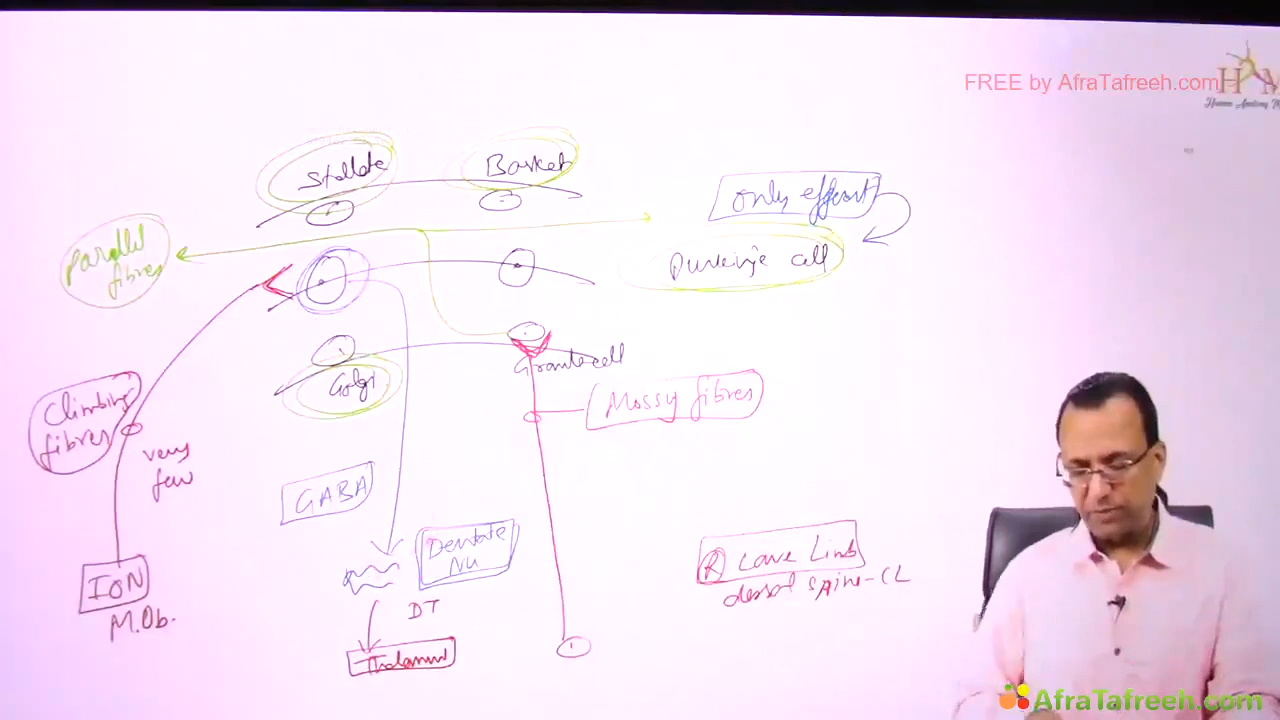 FREE by AfraTafreeh.com
H
Stellate
Basket
only efferent
Parallel
fibres
Purkinje cell
Granule cell
Golgi
Mossy fibres
Climbing
fibres
very
few
GABA
Dentate
Nu
ION
M.Ob.
DT
Thalamus
R Lower Limb
dorsal spino-CL
AfraTafreeh.com